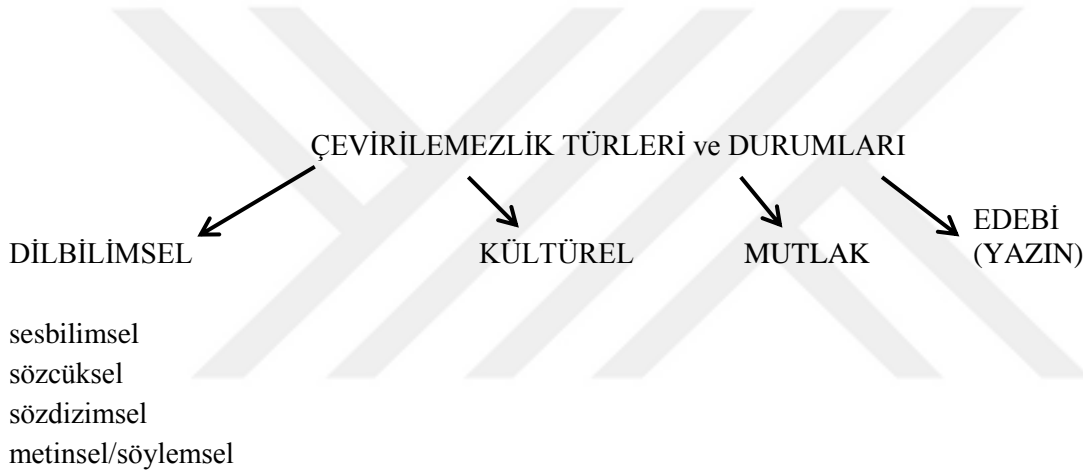 ÇEVİRİLEMEZLİK TÜRLERİ ve DURUMLARI
DİLBİLİMSEL KÜLTÜREL MUTLAK EDEBİ
(YAZIN)
sesbilimsel
sözcüksel
sözdizimsel
metinsel/söylemsel